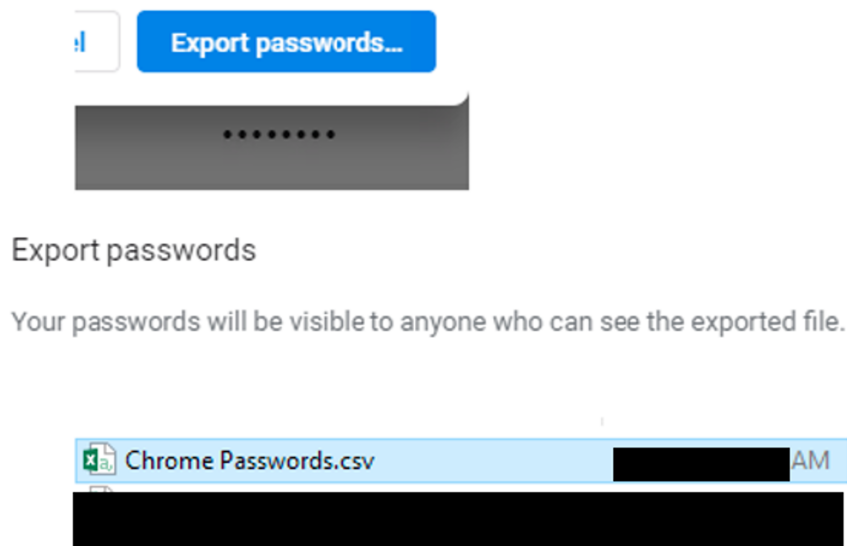 el Export passwords...
••••••••
Export passwords
Your passwords will be visible to anyone who can see the exported file.
Chrome Passwords.csv AM